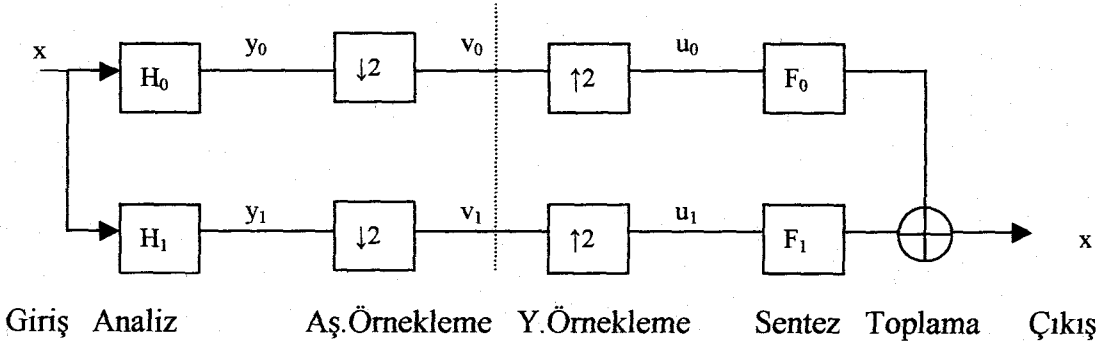 x y₀ v₀ u₀
H₀ ↓2 ↑2 F₀
y₁ v₁ u₁
H₁ ↓2 ↑2 F₁ x
Giriş Analiz Aş.Örnekleme Y.Örnekleme Sentez Toplama Çıkış